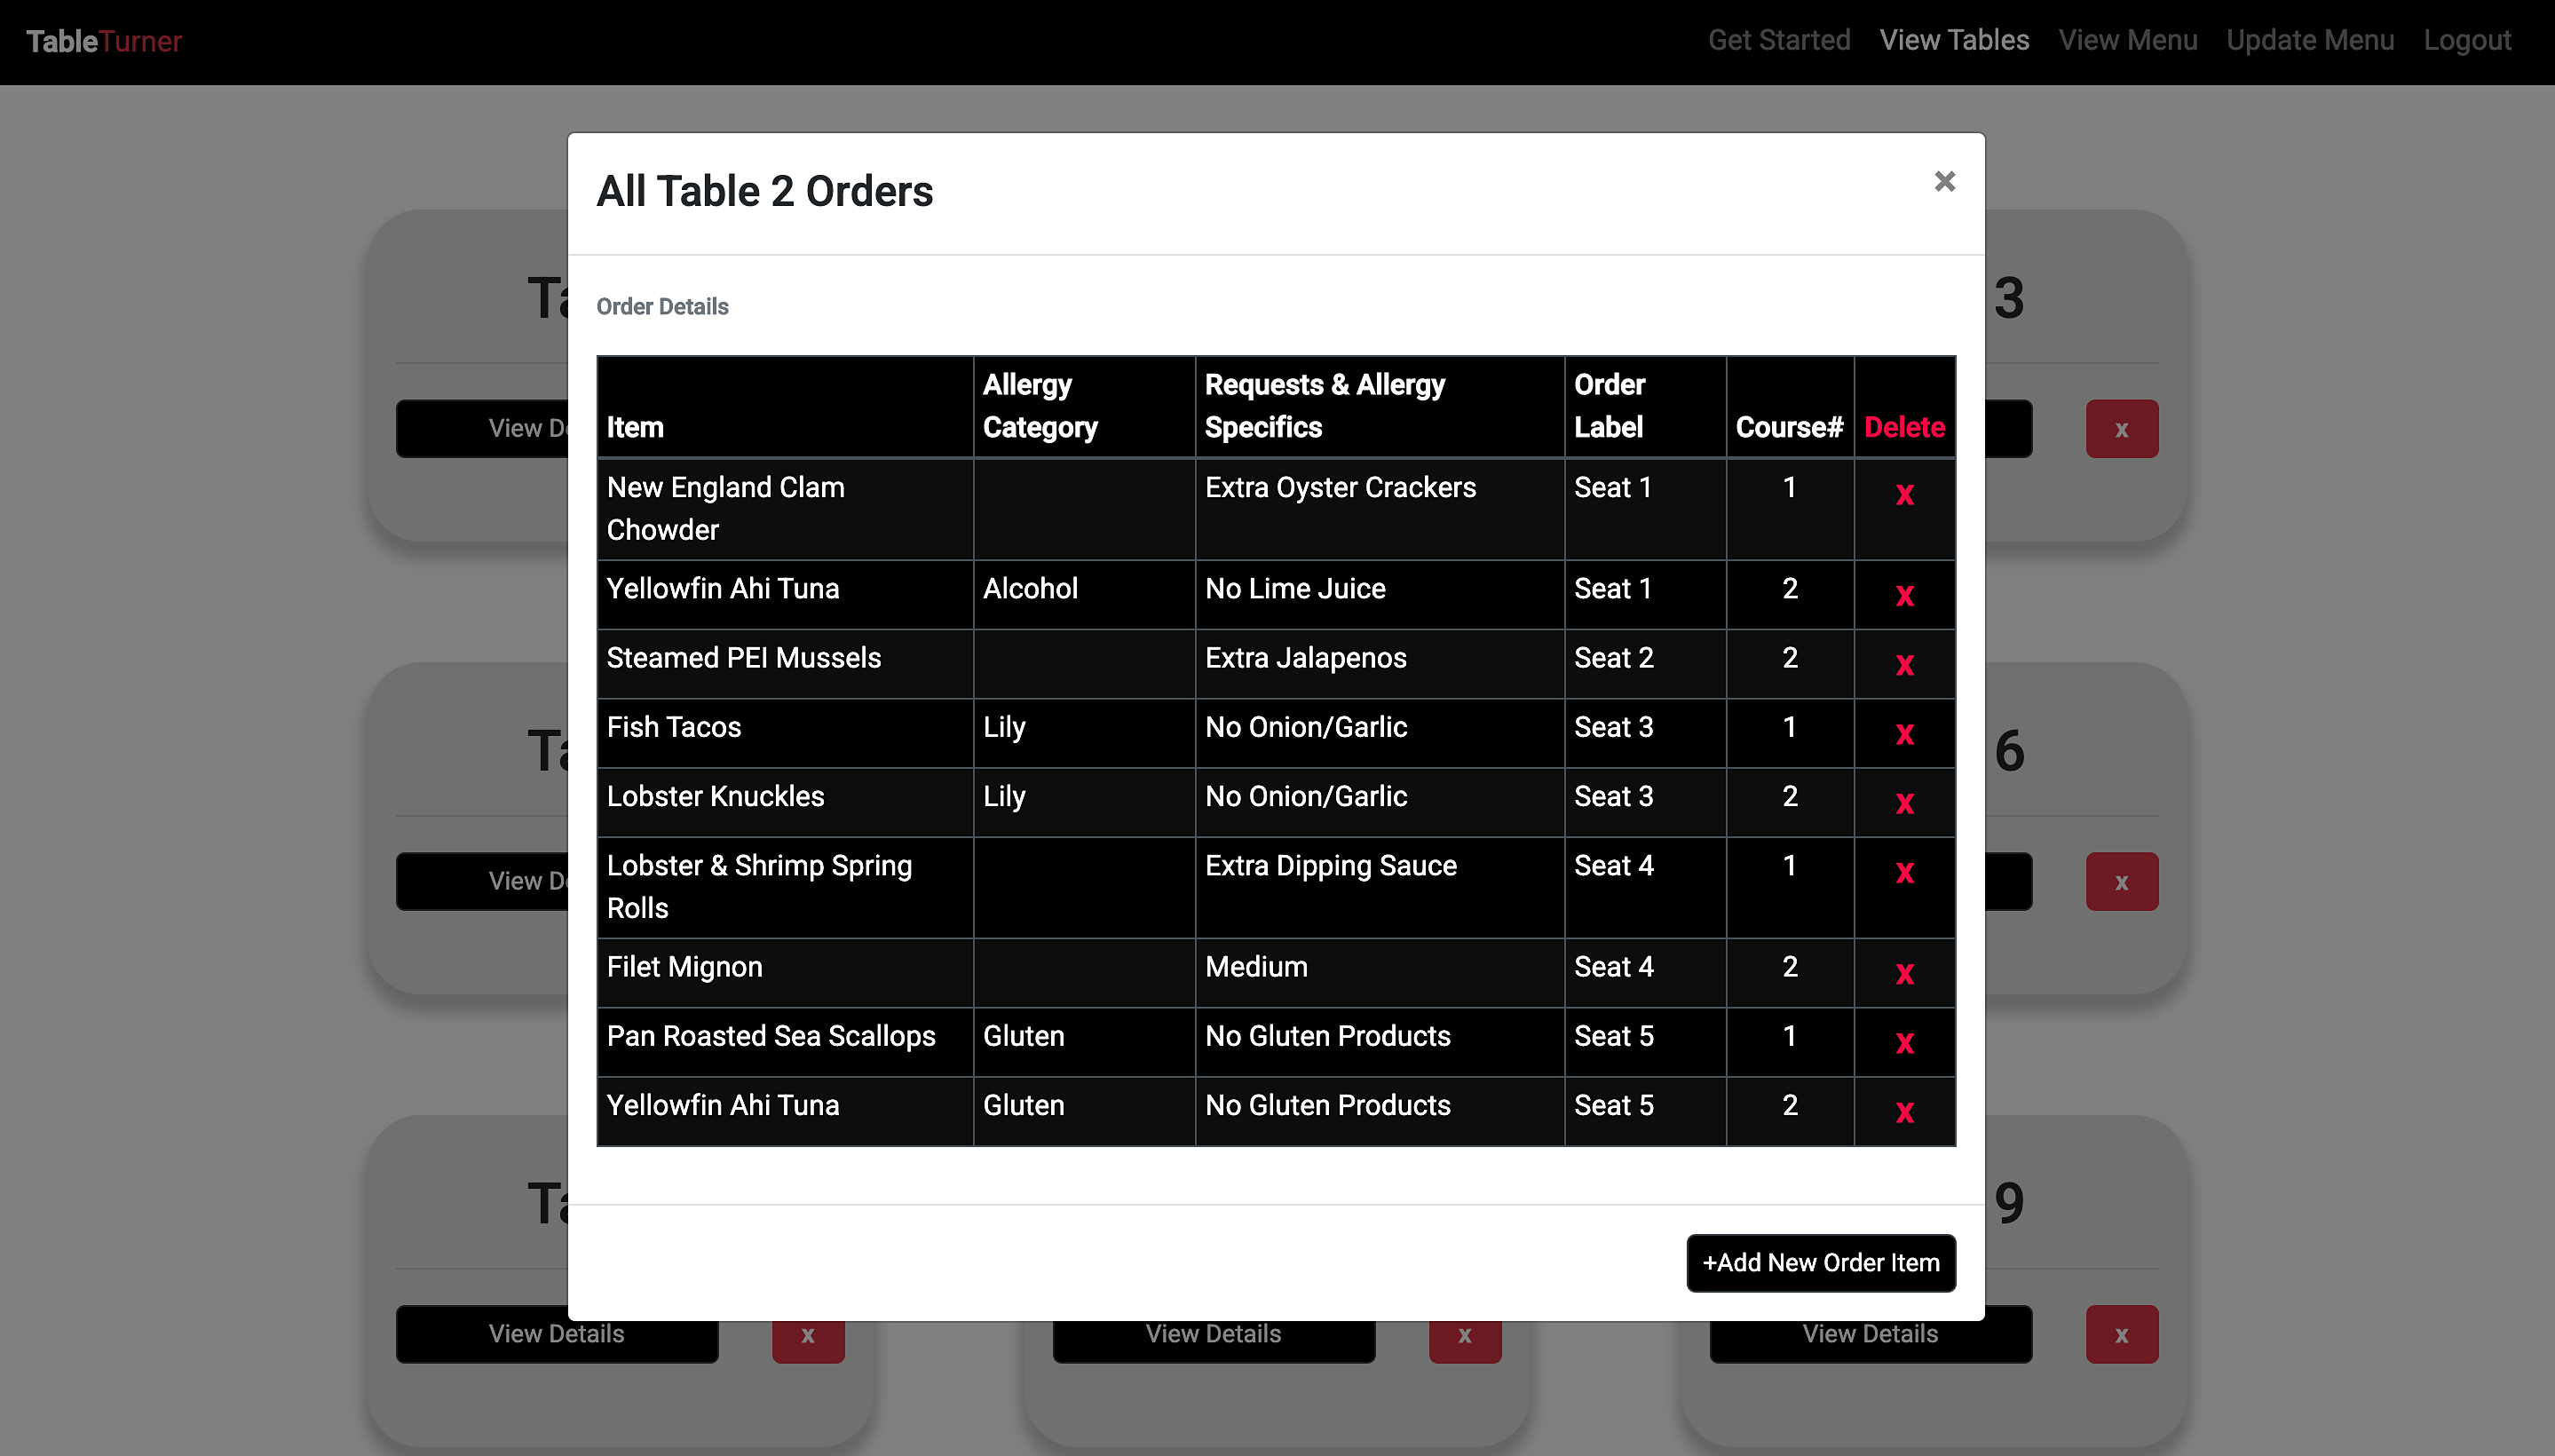 TableTurner
Get Started View Tables View Menu Update Menu Logout
All Table 2 Orders ×
Order Details
Item Allergy Category Requests & Allergy Specifics Order Label Course# Delete
New England Clam Chowder Extra Oyster Crackers Seat 1 1 x
Yellowfin Ahi Tuna Alcohol No Lime Juice Seat 1 2 x
Steamed PEI Mussels Extra Jalapenos Seat 2 2 x
Fish Tacos Lily No Onion/Garlic Seat 3 1 x
Lobster Knuckles Lily No Onion/Garlic Seat 3 2 x
Lobster & Shrimp Spring Rolls Extra Dipping Sauce Seat 4 1 x
Filet Mignon Medium Seat 4 2 x
Pan Roasted Sea Scallops Gluten No Gluten Products Seat 5 1 x
Yellowfin Ahi Tuna Gluten No Gluten Products Seat 5 2 x
+Add New Order Item
3
View x
6
View x
9
View Details x View Details x View Details x